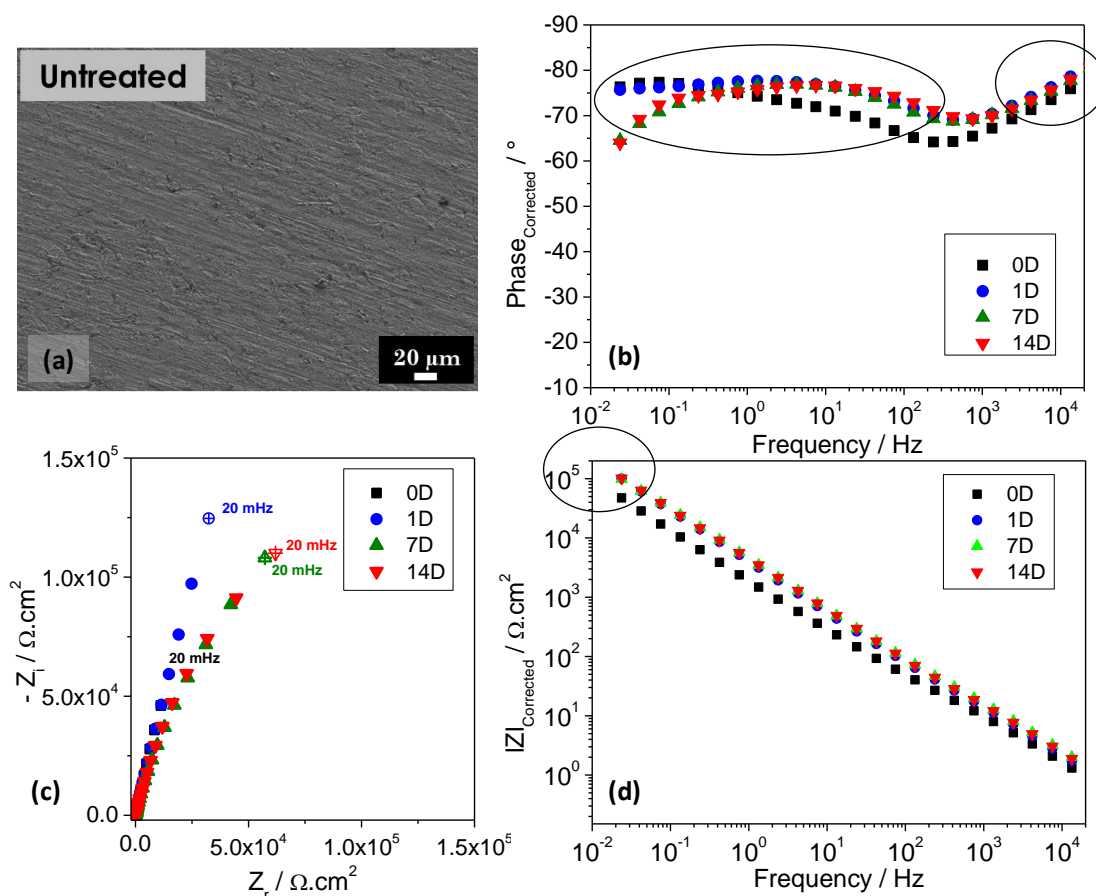 Untreated
(a)
20 µm
-90
-80
-70
-60
-50
-40
-30
-20
-10
Phase_Corrected / °
0D
1D
7D
14D
(b)
10^-2 10^-1 10^0 10^1 10^2 10^3 10^4
Frequency / Hz
1.5x10^5
1.0x10^5
5.0x10^4
0.0
- Z_i / Ω.cm^2
20 mHz
20 mHz
20 mHz
20 mHz
0D
1D
7D
14D
(c)
0.0 5.0x10^4 1.0x10^5 1.5x10^5
Z_r / Ω.cm^2
10^5
10^4
10^3
10^2
10^1
10^0
|Z|_Corrected / Ω.cm^2
0D
1D
7D
14D
(d)
10^-2 10^-1 10^0 10^1 10^2 10^3 10^4
Frequency / Hz